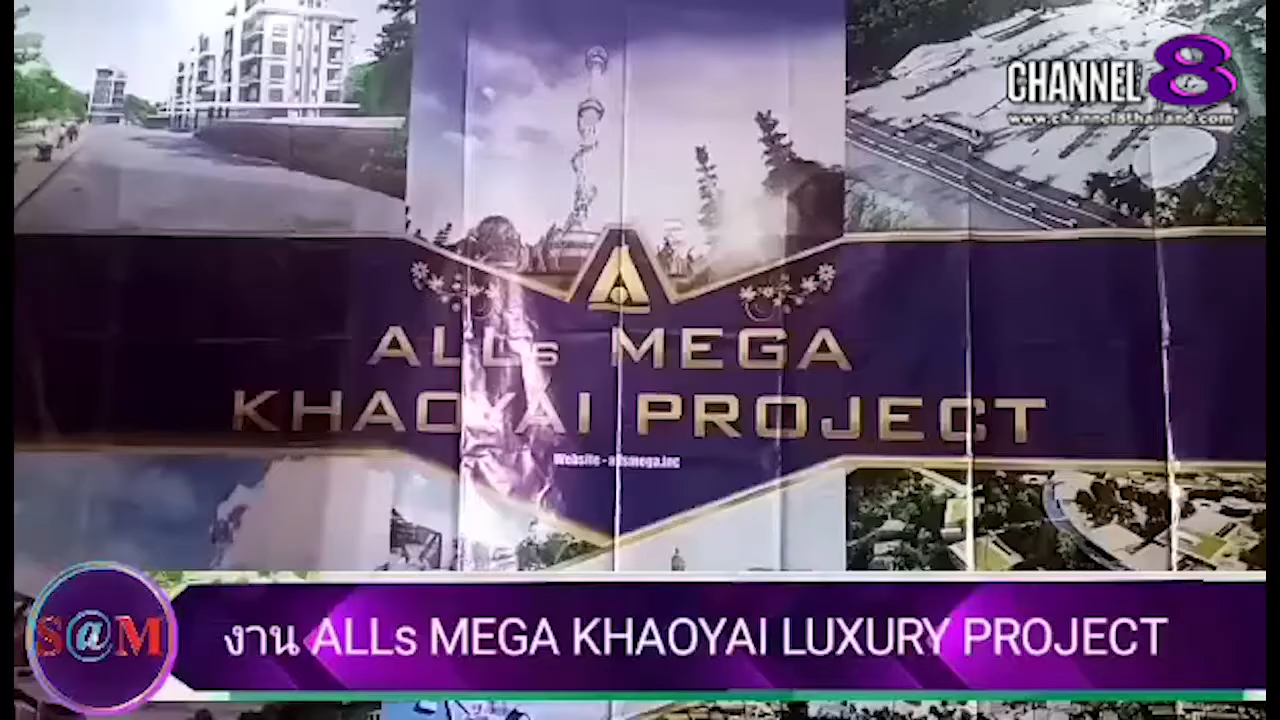 CHANNEL 8
www.channel8thailand.com
ALLs MEGA
KHAOYAI PROJECT
Website - allsmega.inc
S@M
งาน ALLs MEGA KHAOYAI LUXURY PROJECT